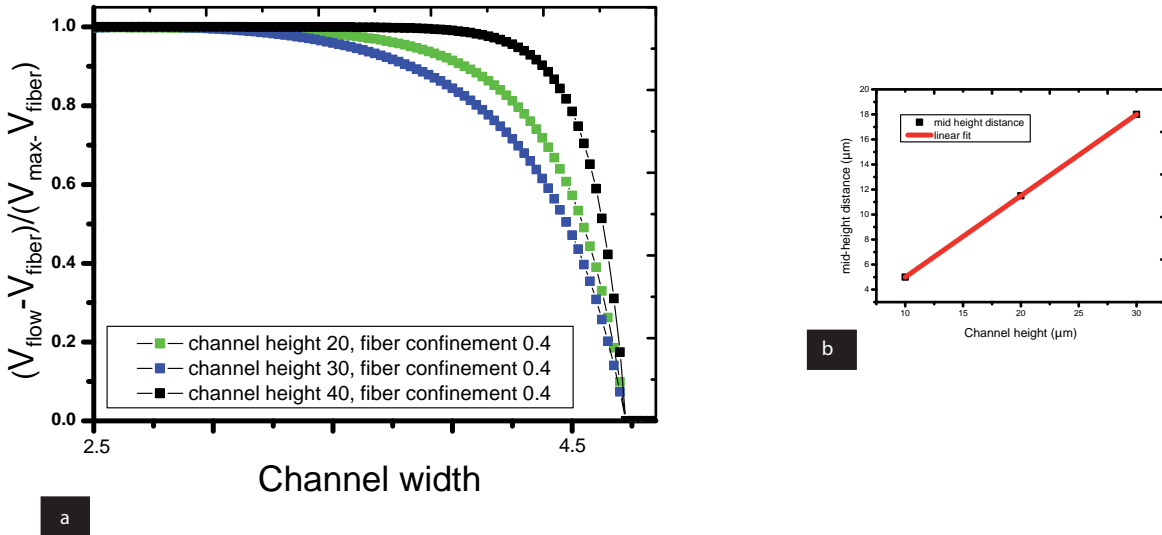 (V_flow-V_fiber)/(V_max-V_fiber)
1.0
0.8
0.6
0.4
0.2
0.0
channel height 20, fiber confinement 0.4
channel height 30, fiber confinement 0.4
channel height 40, fiber confinement 0.4
2.5 4.5
Channel width
a
mid-height distance (µm)
20
18
16
14
12
10
8
6
4
mid height distance
linear fit
10 15 20 25 30
Channel height (µm)
b